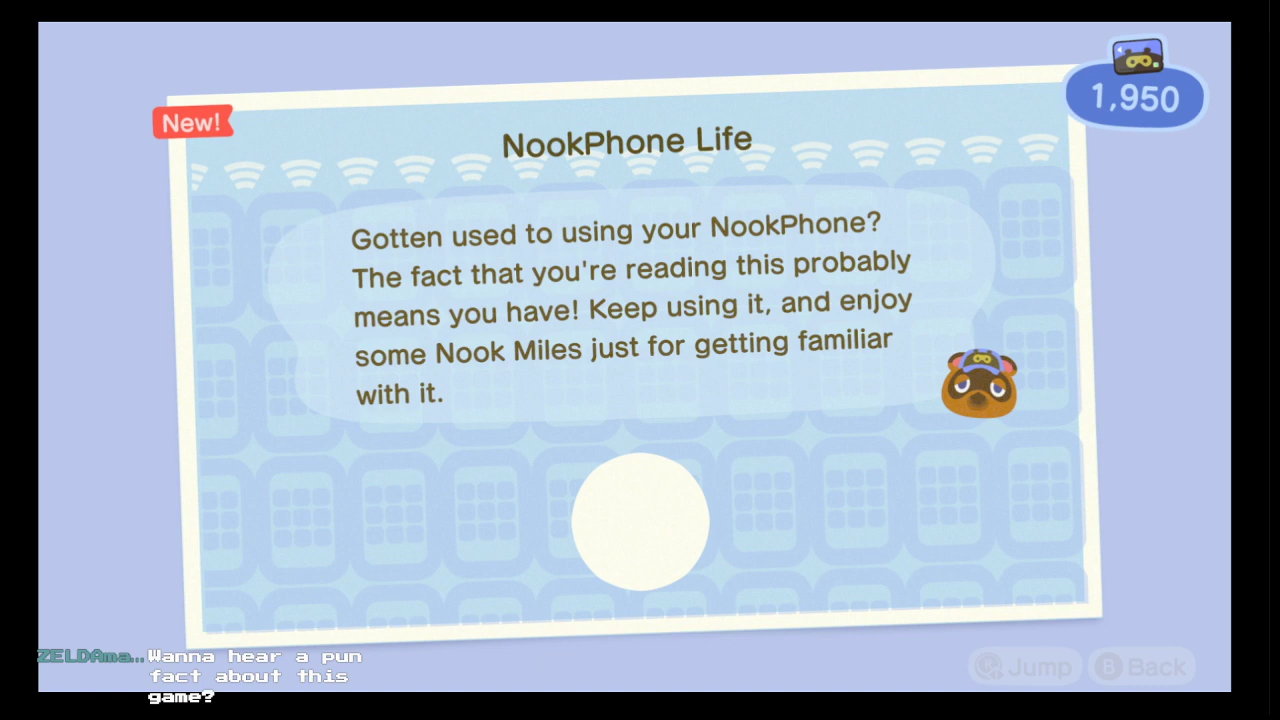 1,950
New!
NookPhone Life
Gotten used to using your NookPhone?
The fact that you're reading this probably
means you have! Keep using it, and enjoy
some Nook Miles just for getting familiar
with it.
ZELDAma... Wanna hear a pun
fact about this
game?
R Jump B Back